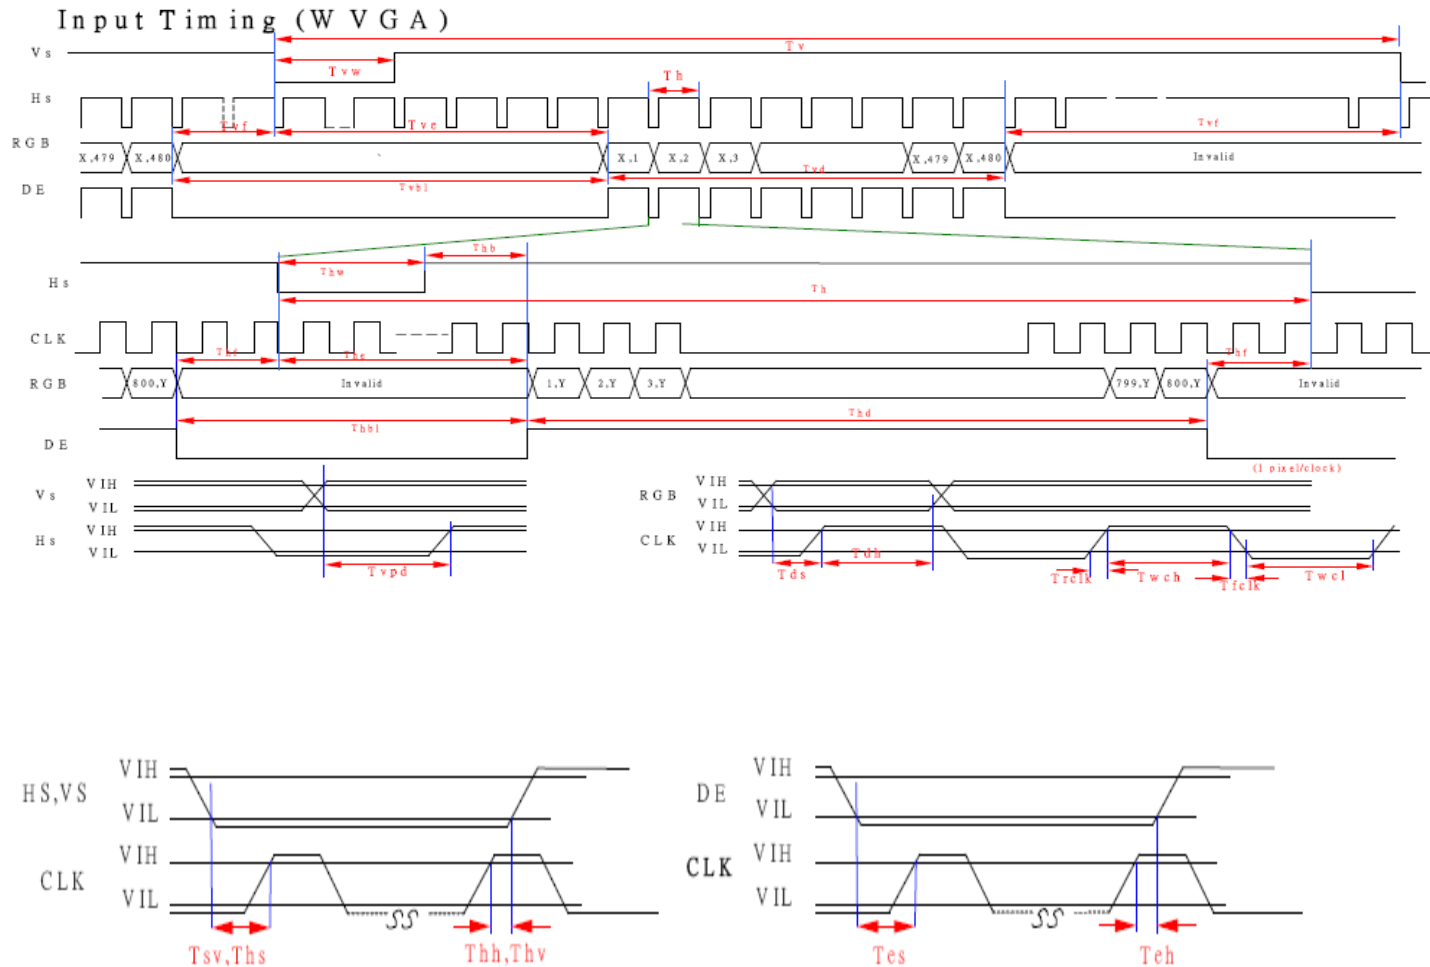 Input Timing (WVGA)
Vs
Tv
Tvw
Th
Hs
Tvf
Tve
Tvf
RGB
X,479
X,480
X,1
X,2
X,3
X,479
X,480
Invalid
Tvd
DE
Tvbl
Thb
Thw
Hs
Th
CLK
Thf
The
Thf
RGB
800,Y
Invalid
1,Y
2,Y
3,Y
799,Y
800,Y
Invalid
Thbl
Thd
DE
(1 pixel/clock)
Vs
VIH
VIL
Hs
VIH
VIL
Tvpd
RGB
VIH
VIL
CLK
VIH
VIL
Tds
Tdh
Trclk
Twch
Tfclk
Twcl
HS,VS
VIH
VIL
CLK
VIH
VIL
SS
Tsv,Ths
Thh,Thv
DE
VIH
VIL
CLK
VIH
VIL
SS
Tes
Teh